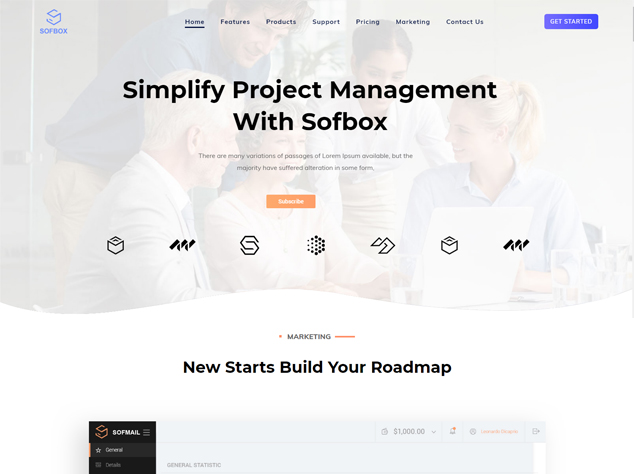 SOFBOX
Home Features Products Support Pricing Marketing Contact Us
GET STARTED
Simplify Project Management
With Sofbox
There are many variations of passages of Lorem Ipsum available, but the
majority have suffered alteration in some form.
Subscribe
MARKETING
New Starts Build Your Roadmap
SOFMAIL
$1,000.00
General
Details
GENERAL STATISTIC